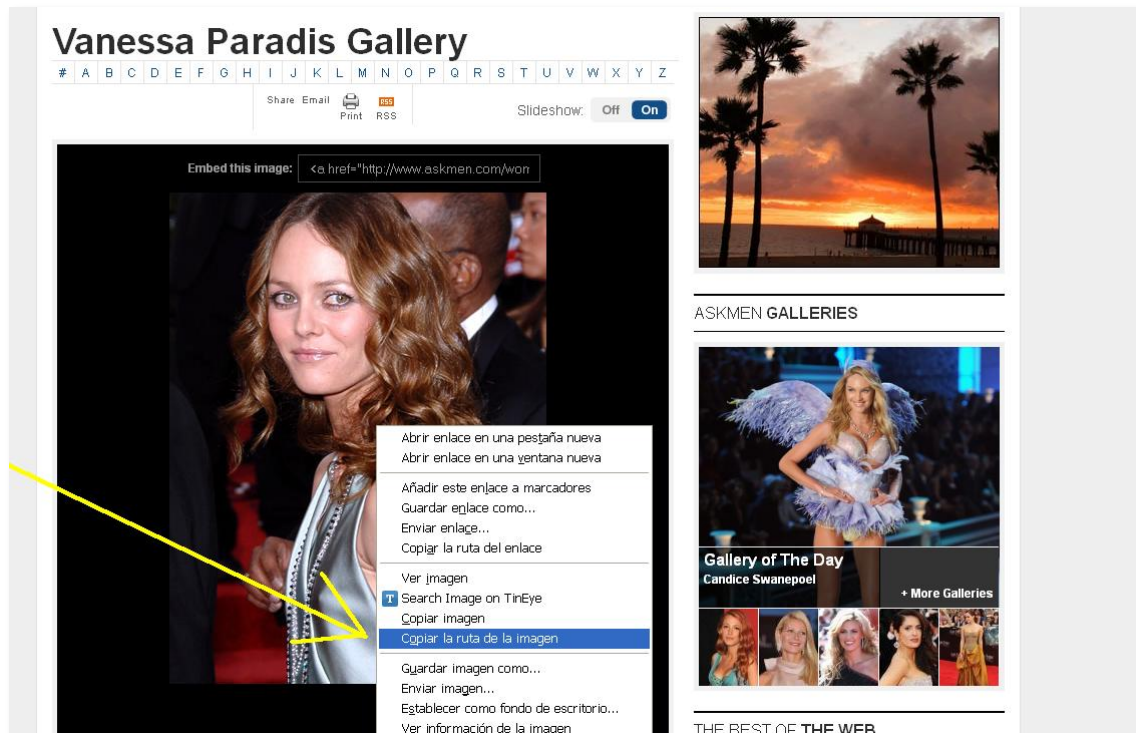 Vanessa Paradis Gallery
# A B C D E F G H I J K L M N O P Q R S T U V W X Y Z
Share Email Print RSS
Slideshow: Off On
Embed this image: <a href="http://www.askmen.com/wom
Abrir enlace en una pestaña nueva
Abrir enlace en una ventana nueva
Añadir este enlace a marcadores
Guardar enlace como...
Enviar enlace...
Copiar la ruta del enlace
Ver imagen
T Search Image on TinEye
Copiar imagen
Copiar la ruta de la imagen
Guardar imagen como...
Enviar imagen...
Establecer como fondo de escritorio...
Ver información de la imagen
ASKMEN GALLERIES
Gallery of The Day
Candice Swanepoel
+ More Galleries
THE BEST OF THE WEB